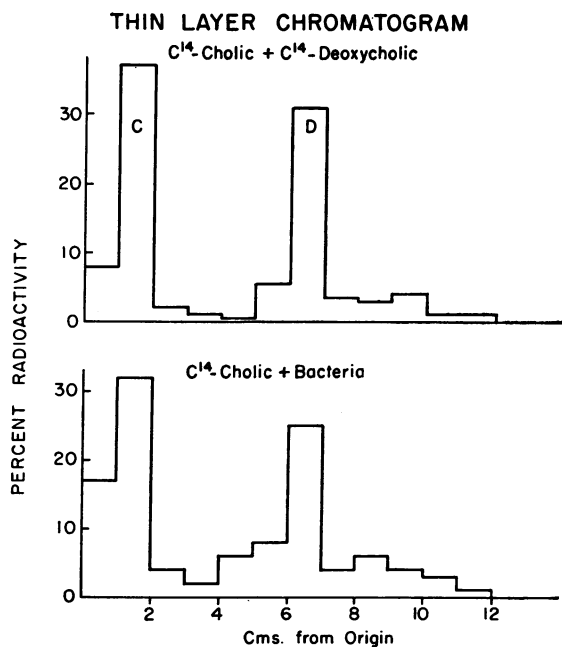 THIN LAYER CHROMATOGRAM
C¹⁴-Cholic + C¹⁴-Deoxycholic
30
20
10
0
C
D
PERCENT RADIOACTIVITY
C¹⁴-Cholic + Bacteria
30
20
10
0
2 4 6 8 10 12
Cms. from Origin